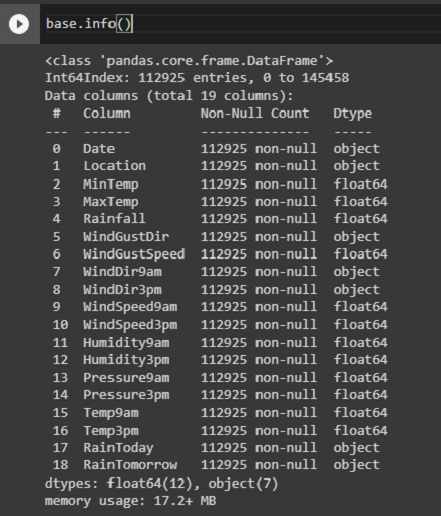 base.info()
<class 'pandas.core.frame.DataFrame'>
Int64Index: 112925 entries, 0 to 145458
Data columns (total 19 columns):
 #   Column         Non-Null Count   Dtype
---  ------         --------------   -----
 0   Date           112925 non-null  object
 1   Location       112925 non-null  object
 2   MinTemp        112925 non-null  float64
 3   MaxTemp        112925 non-null  float64
 4   Rainfall       112925 non-null  float64
 5   WindGustDir    112925 non-null  object
 6   WindGustSpeed  112925 non-null  float64
 7   WindDir9am     112925 non-null  object
 8   WindDir3pm     112925 non-null  object
 9   WindSpeed9am   112925 non-null  float64
 10  WindSpeed3pm   112925 non-null  float64
 11  Humidity9am    112925 non-null  float64
 12  Humidity3pm    112925 non-null  float64
 13  Pressure9am    112925 non-null  float64
 14  Pressure3pm    112925 non-null  float64
 15  Temp9am        112925 non-null  float64
 16  Temp3pm        112925 non-null  float64
 17  RainToday      112925 non-null  object
 18  RainTomorrow   112925 non-null  object
dtypes: float64(12), object(7)
memory usage: 17.2+ MB